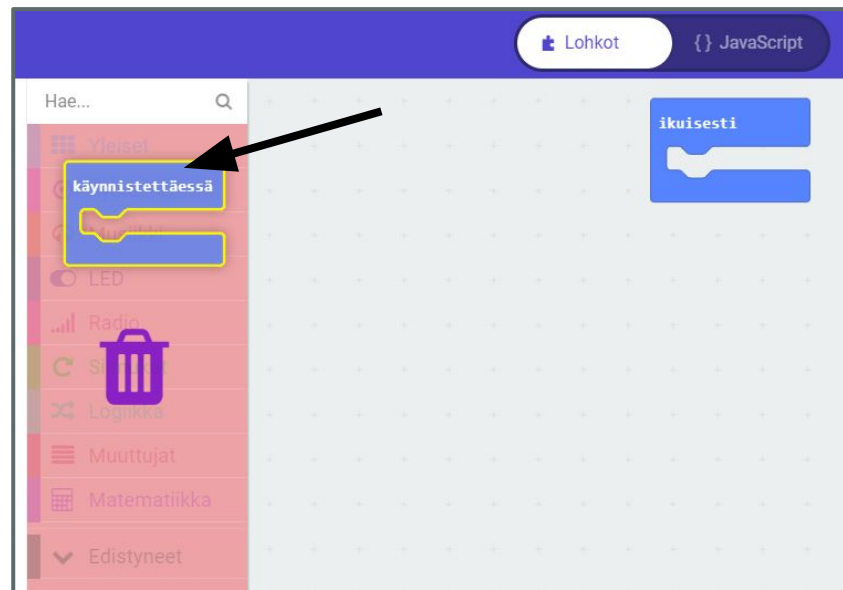 Lohkot
{} JavaScript
Hae...
ikuisesti
Yleiset
käynnistettäessä
LED
Radio
Logiikka
Muuttujat
Matematiikka
Edistyneet